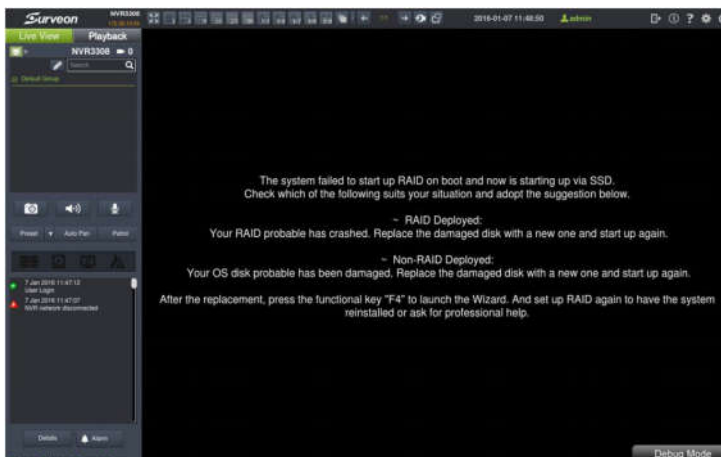 Surveon
NVR3308
2016-01-07 11:48:50
admin
Live View
Playback
NVR3308 0
Search
Default Group
Preset
Auto Pan
Patrol
7 Jan 2016 11:47:12
User Login
7 Jan 2016 11:47:07
NVR network disconnected
Details
Alarm
The system failed to start up RAID on boot and now is starting up via SSD.
Check which of the following suits your situation and adopt the suggestion below.
~ RAID Deployed:
Your RAID probable has crashed. Replace the damaged disk with a new one and start up again.
~ Non-RAID Deployed:
Your OS disk probable has been damaged. Replace the damaged disk with a new one and start up again.
After the replacement, press the functional key "F4" to launch the Wizard. And set up RAID again to have the system
reinstalled or ask for professional help.
Debug Mode